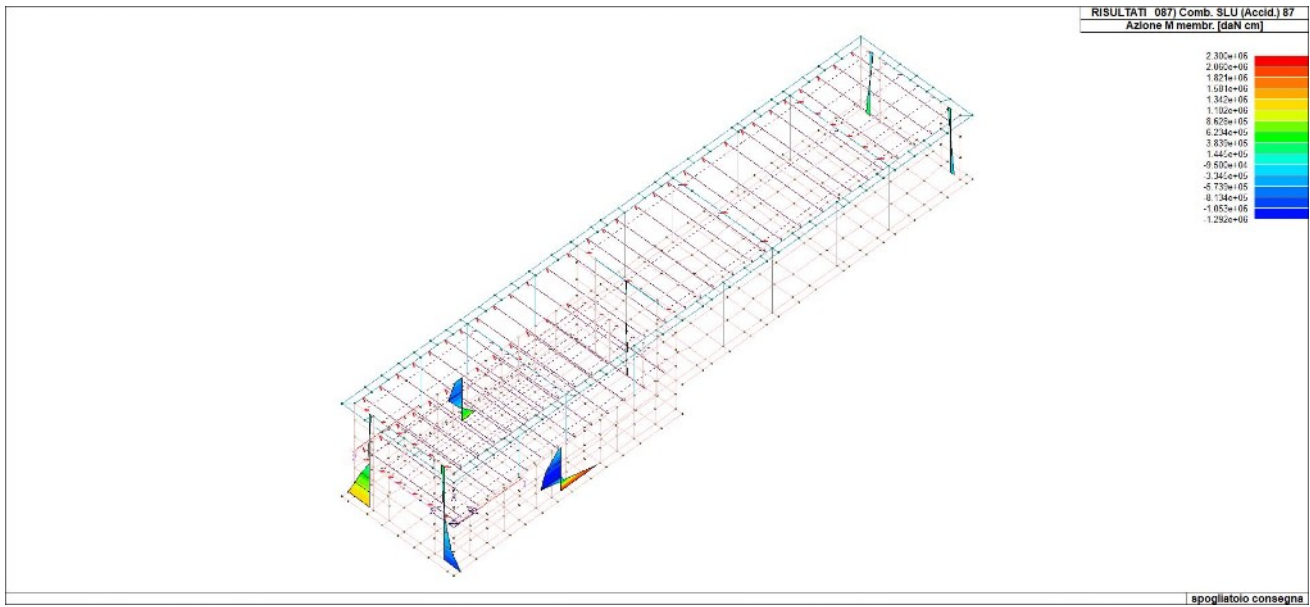 RISULTATI 087) Comb. SLU (Accid.) 87
Azione M membr. [daN cm]
2.300e+06
2.060e+06
1.821e+06
1.581e+06
1.342e+06
1.102e+06
8.628e+05
6.234e+05
3.839e+05
1.445e+05
-9.500e+04
-3.345e+05
-5.739e+05
-8.134e+05
-1.053e+06
-1.292e+06
spogliatoio consegna